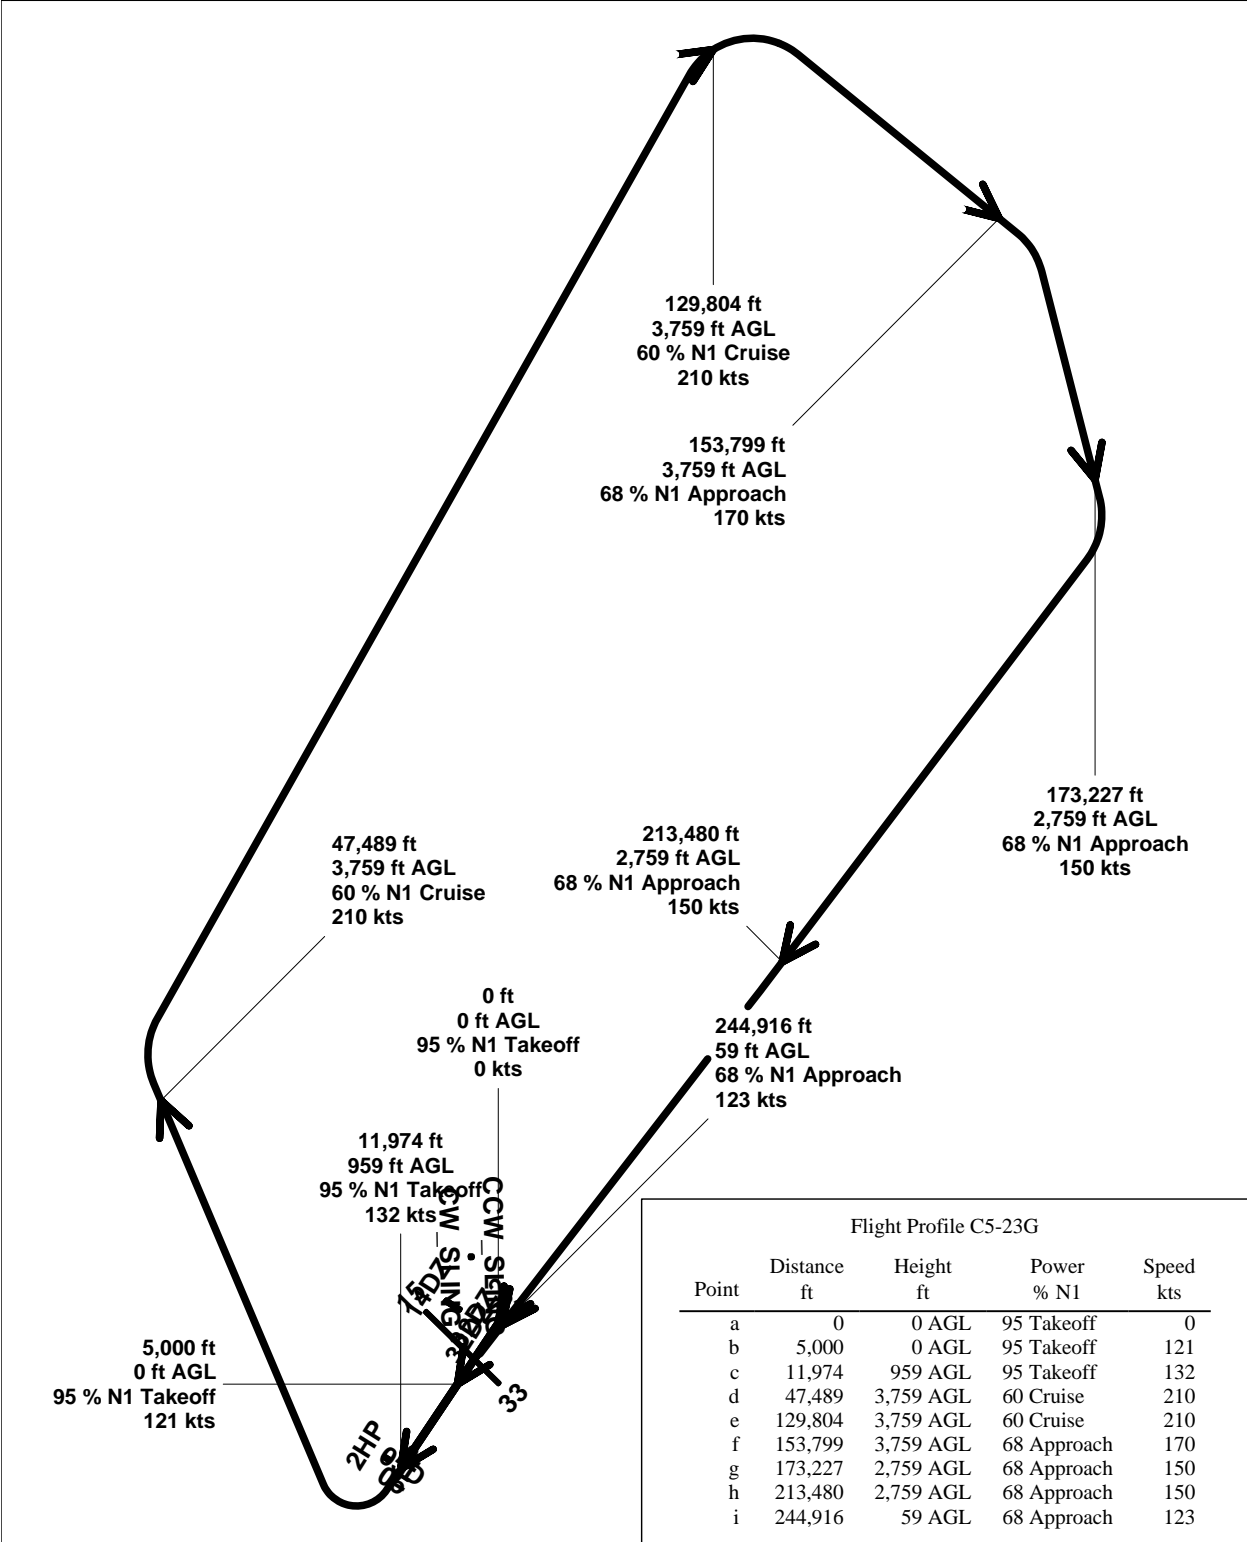 129,804 ft
3,759 ft AGL
60 % N1 Cruise
210 kts
153,799 ft
3,759 ft AGL
68 % N1 Approach
170 kts
173,227 ft
2,759 ft AGL
68 % N1 Approach
150 kts
213,480 ft
2,759 ft AGL
68 % N1 Approach
150 kts
47,489 ft
3,759 ft AGL
60 % N1 Cruise
210 kts
0 ft
0 ft AGL
95 % N1 Takeoff
0 kts
244,916 ft
59 ft AGL
68 % N1 Approach
123 kts
11,974 ft
959 ft AGL
95 % N1 Takeoff
132 kts
CW_SLING
15
33
5,000 ft
0 ft AGL
95 % N1 Takeoff
121 kts
2HP
Flight Profile C5-23G
Distance Height Power Speed
Point ft ft % N1 kts
a 0 0 AGL 95 Takeoff 0
b 5,000 0 AGL 95 Takeoff 121
c 11,974 959 AGL 95 Takeoff 132
d 47,489 3,759 AGL 60 Cruise 210
e 129,804 3,759 AGL 60 Cruise 210
f 153,799 3,759 AGL 68 Approach 170
g 173,227 2,759 AGL 68 Approach 150
h 213,480 2,759 AGL 68 Approach 150
i 244,916 59 AGL 68 Approach 123